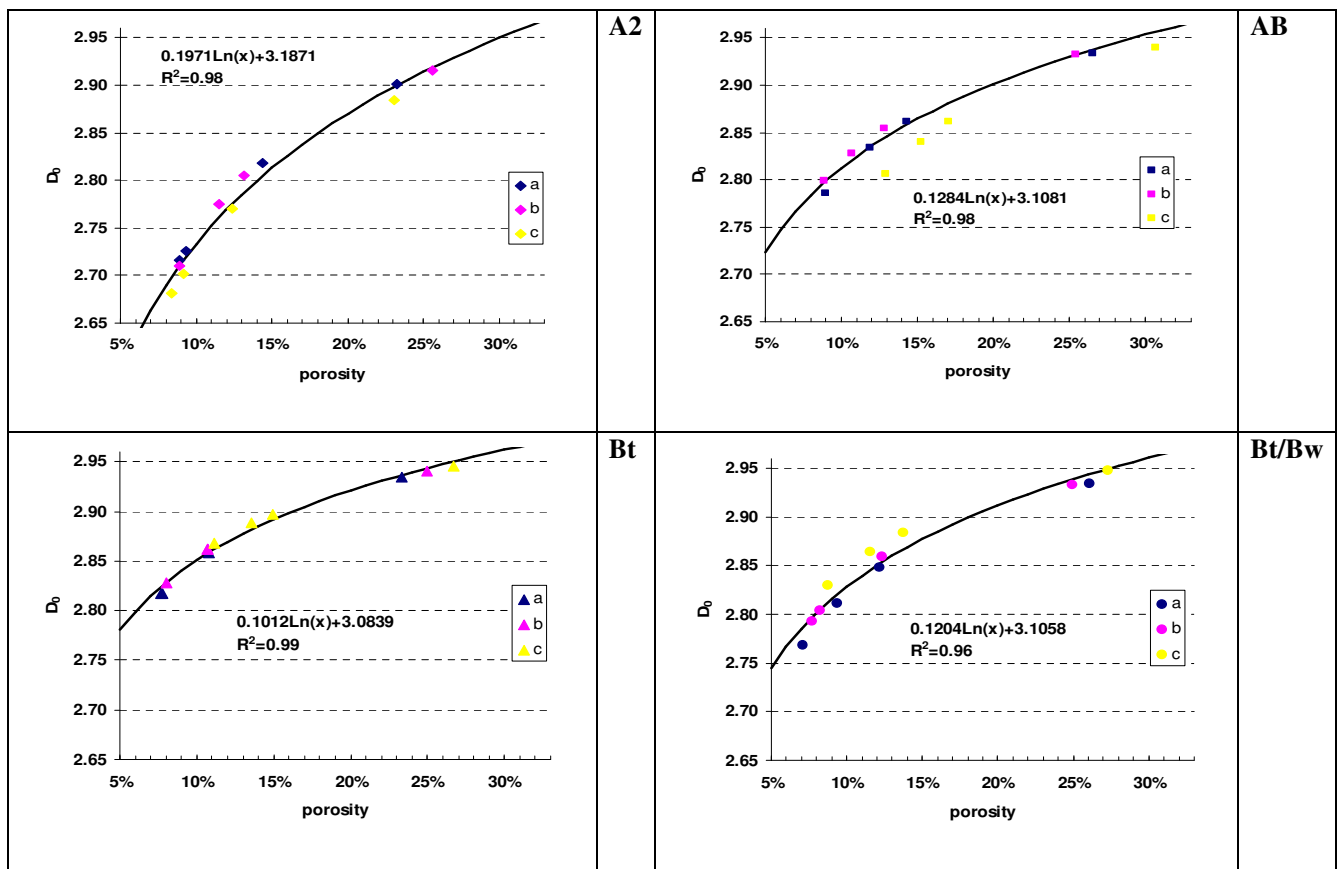 A2
2.95
2.90
2.85
2.80
2.75
2.70
2.65
D₀
0.1971Ln(x)+3.1871
R²=0.98
a
b
c
5% 10% 15% 20% 25% 30%
porosity
AB
2.95
2.90
2.85
2.80
2.75
2.70
2.65
D₀
0.1284Ln(x)+3.1081
R²=0.98
a
b
c
5% 10% 15% 20% 25% 30%
porosity
Bt
2.95
2.90
2.85
2.80
2.75
2.70
2.65
D₀
0.1012Ln(x)+3.0839
R²=0.99
a
b
c
5% 10% 15% 20% 25% 30%
porosity
Bt/Bw
2.95
2.90
2.85
2.80
2.75
2.70
2.65
D₀
0.1204Ln(x)+3.1058
R²=0.96
a
b
c
5% 10% 15% 20% 25% 30%
porosity